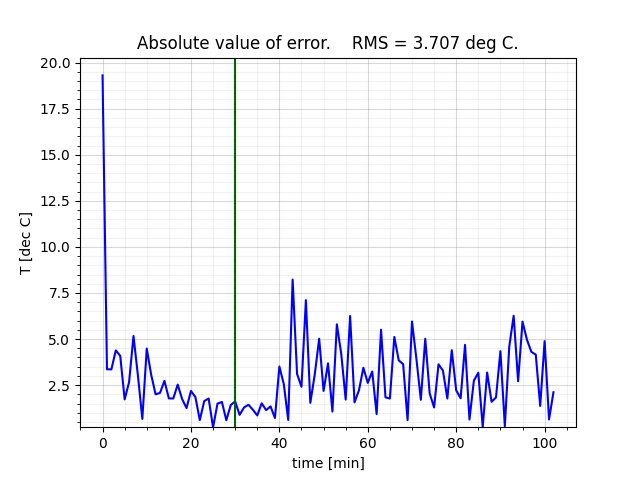 Absolute value of error. RMS = 3.707 deg C.
20.0
17.5
15.0
12.5
10.0
7.5
5.0
2.5
T [dec C]
0 20 40 60 80 100
time [min]